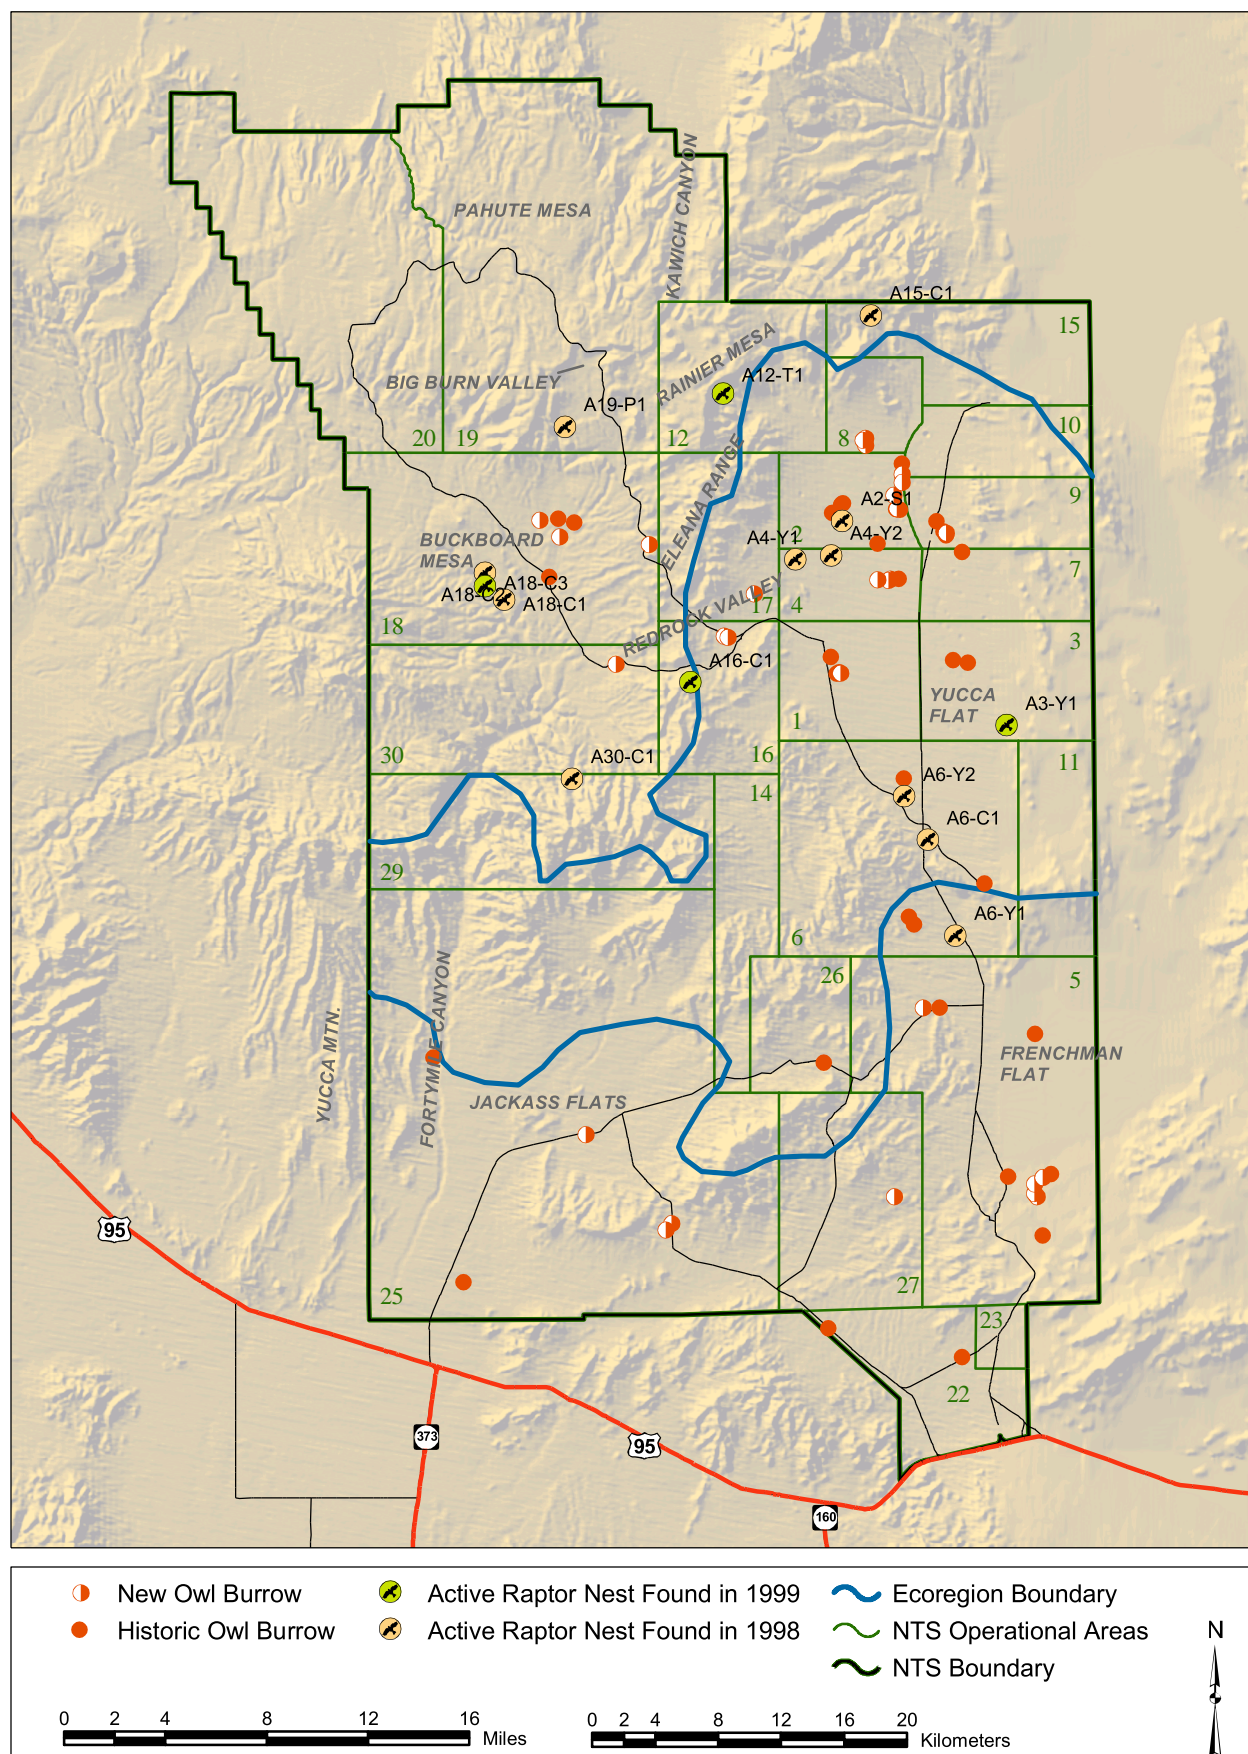 PAHUTE MESA
KAWICH CANYON
A15-C1
15
RAINIER MESA
A12-T1
BIG BURN VALLEY
A19-P1
20
19
12
8
10
ELEANA RANGE
9
A2-S1
BUCKBOARD
MESA
A4-Y1
A4-Y2
2
7
A18-C3
A18-C2
A18-C1
17
4
18
REDROCK VALLEY
3
A16-C1
YUCCA
FLAT
A3-Y1
1
30
A30-C1
16
A6-Y2
11
14
A6-C1
29
A6-Y1
6
26
5
YUCCA MTN.
FORTYMILE CANYON
FRENCHMAN
FLAT
JACKASS FLATS
95
25
27
23
22
373
95
160
New Owl Burrow
Historic Owl Burrow
Active Raptor Nest Found in 1999
Active Raptor Nest Found in 1998
Ecoregion Boundary
NTS Operational Areas
NTS Boundary
N
0 2 4 8 12 16
Miles
0 2 4 8 12 16 20
Kilometers